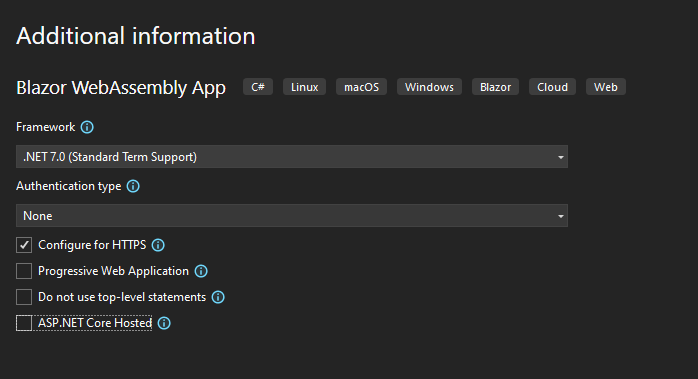 Additional information
Blazor WebAssembly App C# Linux macOS Windows Blazor Cloud Web
Framework
.NET 7.0 (Standard Term Support)
Authentication type
None
Configure for HTTPS
Progressive Web Application
Do not use top-level statements
ASP.NET Core Hosted